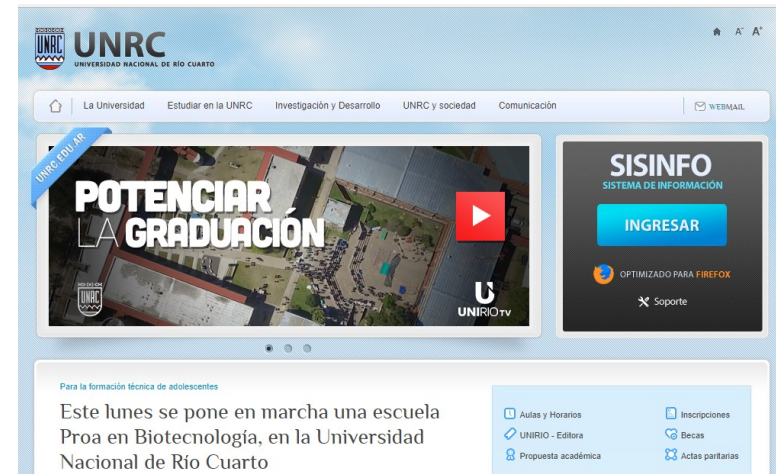 UNRC
UNRC
UNIVERSIDAD NACIONAL DE RÍO CUARTO
A- A+
La Universidad Estudiar en la UNRC Investigación y Desarrollo UNRC y sociedad Comunicación WEBMAIL
UNRC.EDU.AR
POTENCIAR
LA GRADUACIÓN
UNRC
UNIRIOTV
SISINFO
SISTEMA DE INFORMACIÓN
INGRESAR
OPTIMIZADO PARA FIREFOX
Soporte
Para la formación técnica de adolescentes
Este lunes se pone en marcha una escuela
Proa en Biotecnología, en la Universidad
Nacional de Río Cuarto
Aulas y Horarios
UNIRIO - Editora
Propuesta académica
Inscripciones
Becas
Actas paritarias